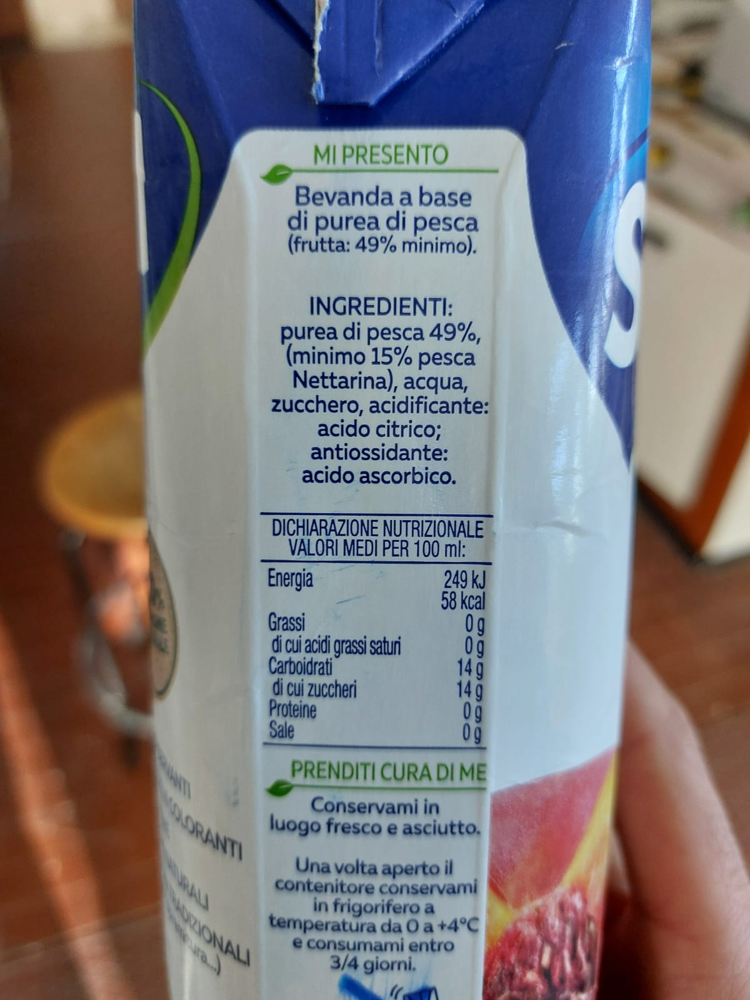 MI PRESENTO
Bevanda a base
di purea di pesca
(frutta: 49% minimo).
INGREDIENTI:
purea di pesca 49%,
(minimo 15% pesca
Nettarina), acqua,
zucchero, acidificante:
acido citrico;
antiossidante:
acido ascorbico.
DICHIARAZIONE NUTRIZIONALE
VALORI MEDI PER 100 ml:
Energia 249 kJ
58 kcal
Grassi 0 g
di cui acidi grassi saturi 0 g
Carboidrati 14 g
di cui zuccheri 14 g
Proteine 0 g
Sale 0 g
PRENDITI CURA DI ME
Conservami in
luogo fresco e asciutto.
Una volta aperto il
contenitore conservami
in frigorifero a
temperatura da 0 a +4°C
e consumami entro
3/4 giorni.
S
COLORANTI